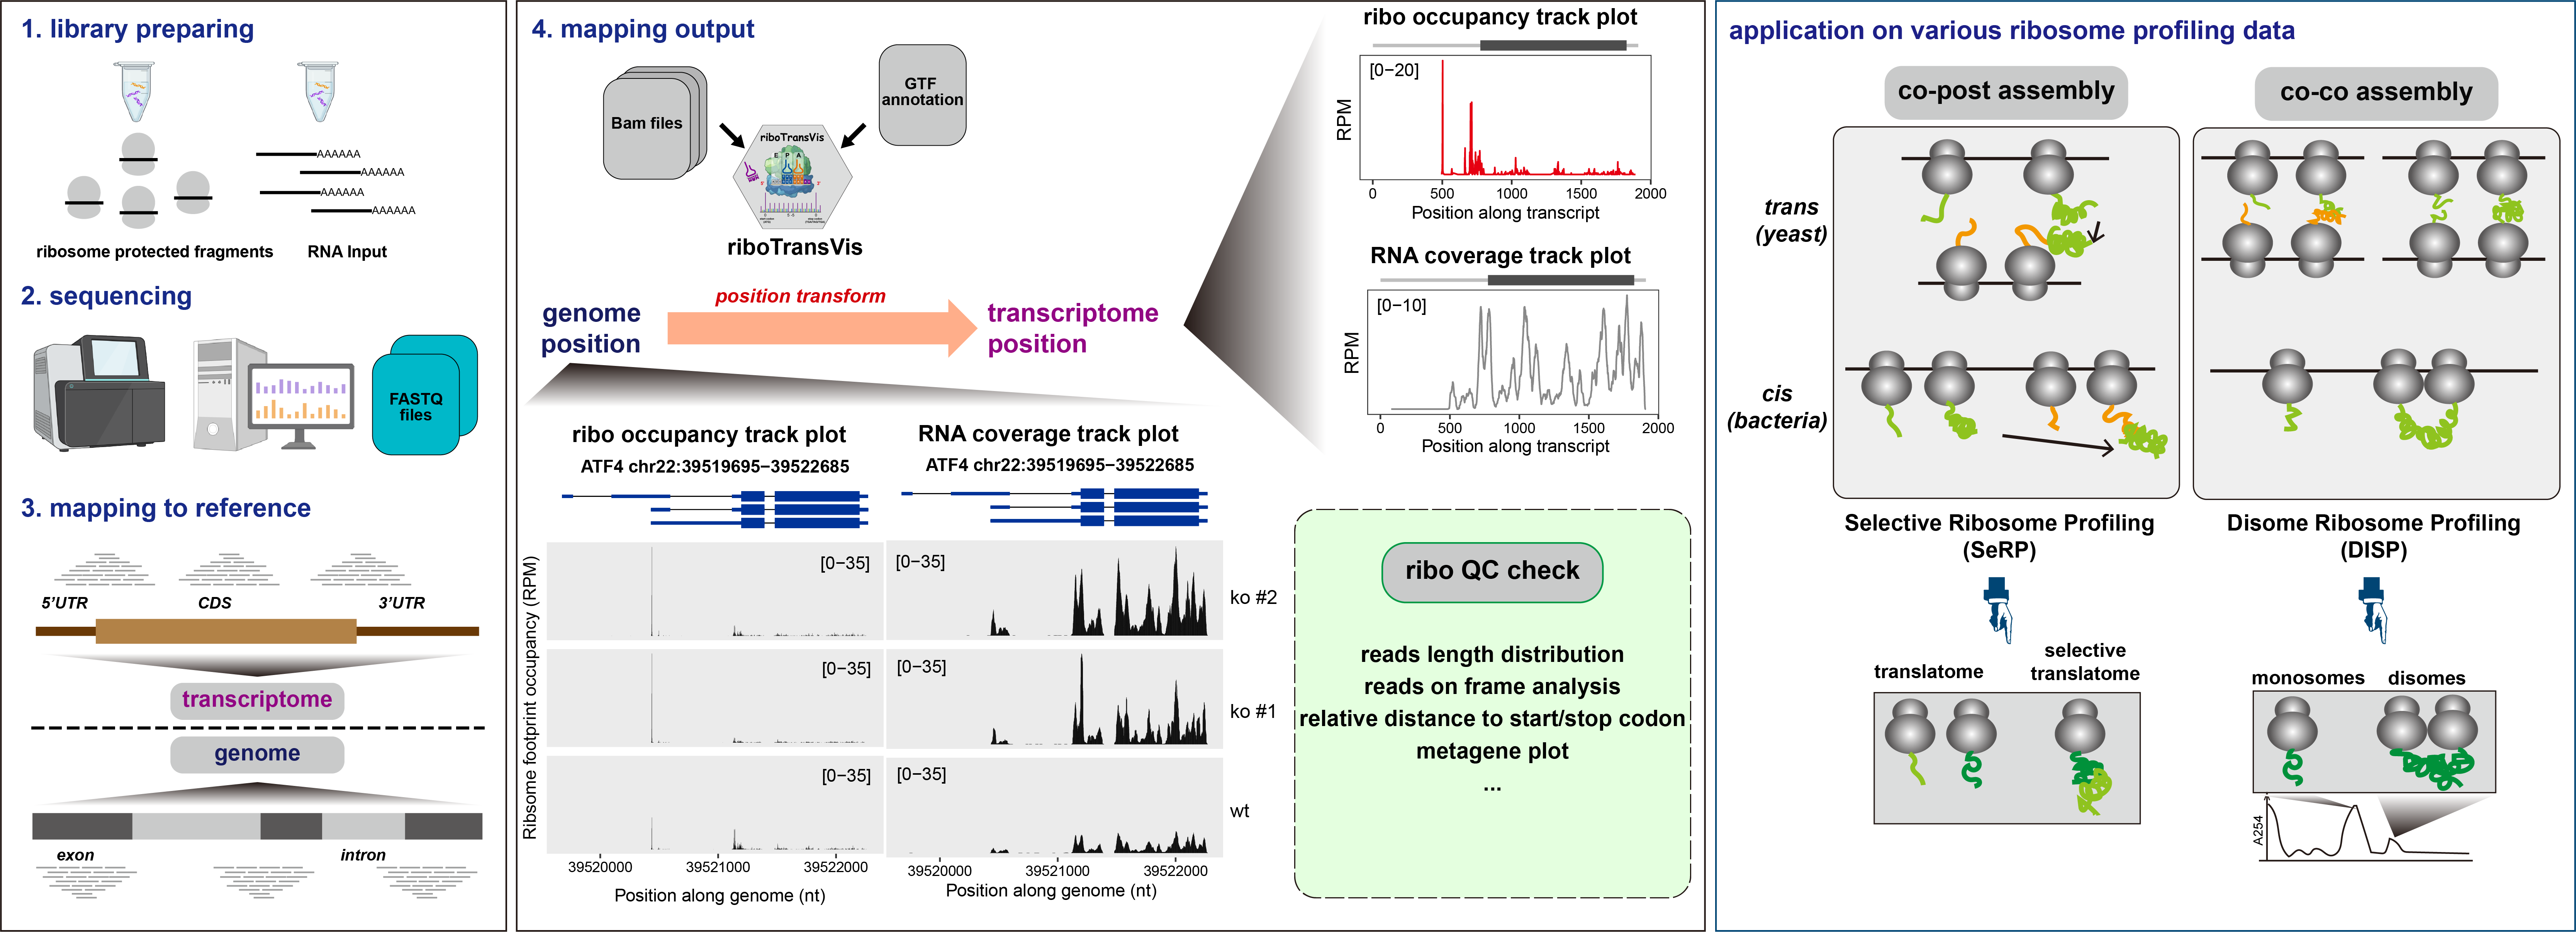 1. library preparing
AAAAAA
AAAAAA
AAAAAA
AAAAAA
ribosome protected fragments
RNA Input
2. sequencing
FASTQ
files
3. mapping to reference
5’UTR
CDS
3’UTR
transcriptome
genome
exon
intron
4. mapping output
Bam files
GTF
annotation
riboTransVis
E P A
riboTransVis
genome
position
position transform
transcriptome
position
ribo occupancy track plot
[0−20]
RPM
0 500 1000 1500 2000
Position along transcript
RNA coverage track plot
[0−10]
RPM
0 500 1000 1500 2000
Position along transcript
ribo occupancy track plot
ATF4 chr22:39519695−39522685
RNA coverage track plot
ATF4 chr22:39519695−39522685
Ribsome footprint occupancy (RPM)
[0−35]
[0−35]
ko #2
[0−35]
[0−35]
ko #1
[0−35]
[0−35]
wt
39520000 39521000 39522000
Position along genome (nt)
39520000 39521000 39522000
Position along genome (nt)
ribo QC check
reads length distribution
reads on frame analysis
relative distance to start/stop codon
metagene plot
...
application on various ribosome profiling data
co-post assembly
co-co assembly
trans
(yeast)
cis
(bacteria)
Selective Ribosome Profiling
(SeRP)
Disome Ribosome Profiling
(DISP)
translatome
selective
translatome
monosomes
disomes
A254